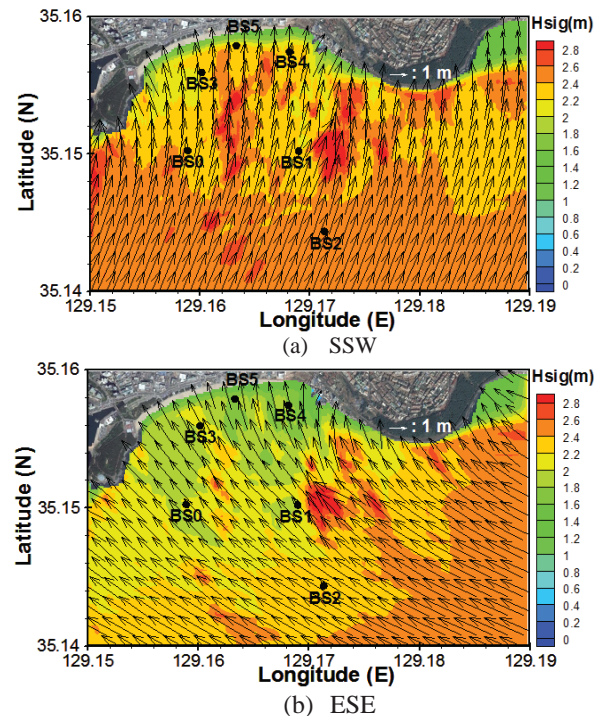 35.16
35.15
35.14
Latitude (N)
BS5
BS4
BS3
BS0
BS1
BS2
: 1 m
Hsig(m)
2.8
2.6
2.4
2.2
2
1.8
1.6
1.4
1.2
1
0.8
0.6
0.4
0.2
0
129.15
129.16
129.17
129.18
129.19
Longitude (E)
(a) SSW
35.16
35.15
35.14
Latitude (N)
BS5
BS4
BS3
BS0
BS1
BS2
: 1 m
Hsig(m)
2.8
2.6
2.4
2.2
2
1.8
1.6
1.4
1.2
1
0.8
0.6
0.4
0.2
0
129.15
129.16
129.17
129.18
129.19
Longitude (E)
(b) ESE